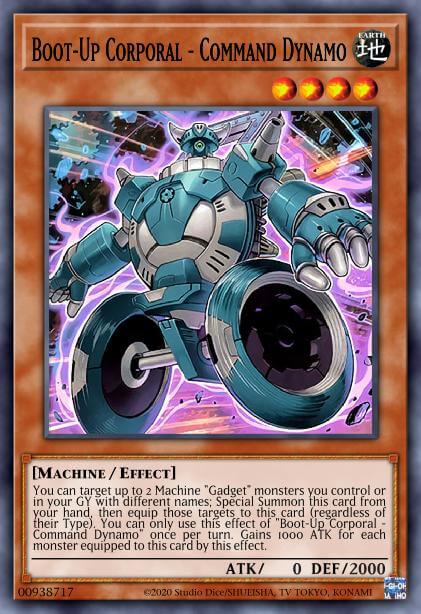 Boot-Up Corporal - Command Dynamo
EARTH
地
[Machine / Effect]
You can target up to 2 Machine "Gadget" monsters you control or
in your GY with different names; Special Summon this card from
your hand, then equip those targets to this card (regardless of
their Type). You can only use this effect of "Boot-Up Corporal -
Command Dynamo" once per turn. Gains 1000 ATK for each
monster equipped to this card by this effect.
ATK/ 0 DEF/2000
00938717 ©2020 Studio Dice/SHUEISHA, TV TOKYO, KONAMI